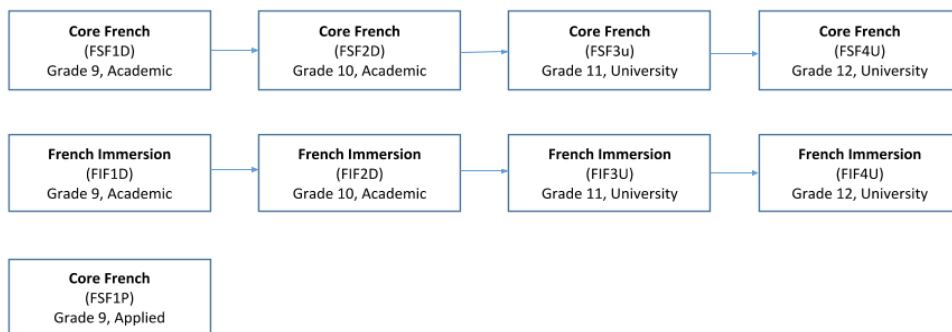 Core French
(FSF1D)
Grade 9, Academic
Core French
(FSF2D)
Grade 10, Academic
Core French
(FSF3u)
Grade 11, University
Core French
(FSF4U)
Grade 12, University
French Immersion
(FIF1D)
Grade 9, Academic
French Immersion
(FIF2D)
Grade 10, Academic
French Immersion
(FIF3U)
Grade 11, University
French Immersion
(FIF4U)
Grade 12, University
Core French
(FSF1P)
Grade 9, Applied